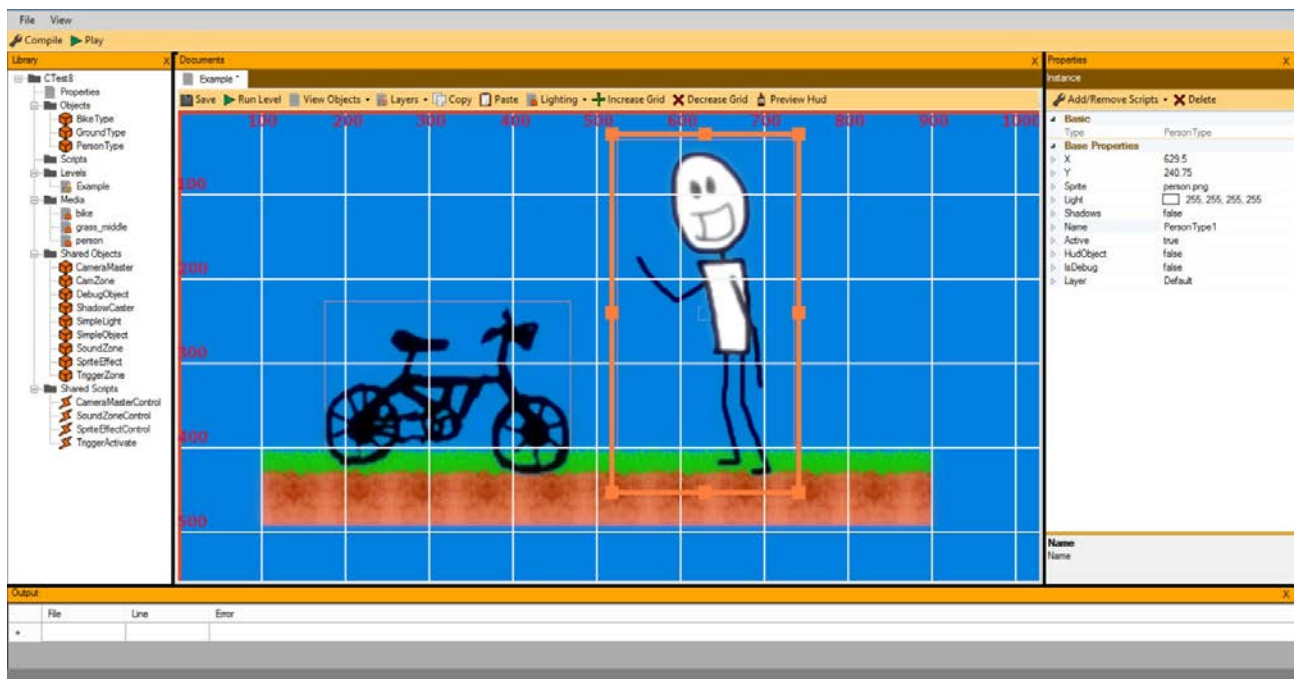 File View
Compile Play
Library X
CTest8
Properties
Objects
BikeType
GroundType
PersonType
Scripts
Levels
Example
Media
bike
grass_middle
person
Shared Objects
CameraMaster
CamZone
DebugObject
ShadowCaster
SimpleLight
SimpleObject
SoundZone
SpriteEffect
TriggerZone
Shared Scripts
CameraMasterControl
SoundZoneControl
SpriteEffectControl
TriggerActivate
Documents X
Example *
Save Run Level View Objects Layers Copy Paste Lighting Increase Grid Decrease Grid Preview Hud
100 200 300 400 500 600 700 800 900 1000
100
200
300
400
500
Properties X
Instance
Add/Remove Scripts Delete
Basic
Type PersonType
Base Properties
X 629.5
Y 240.75
Sprite person.png
Light 255, 255, 255, 255
Shadows false
Name PersonType1
Active true
HudObject false
IsDebug false
Layer Default
Name
Name
Output X
File Line Error
*